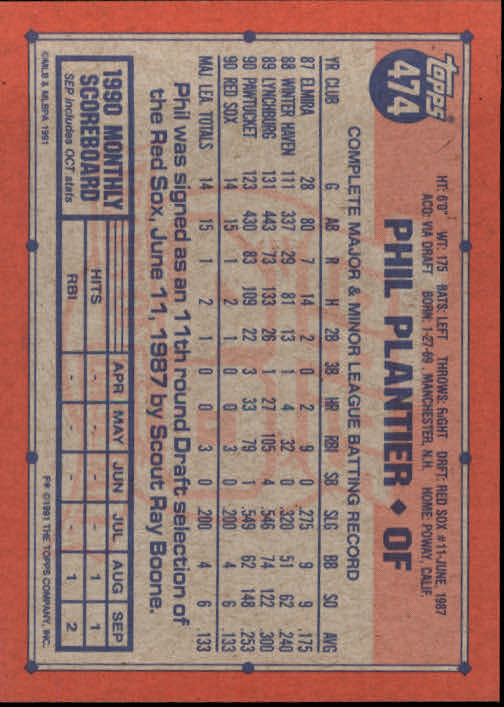 Topps
474
HT: 6'0" WT: 175 BATS: LEFT THROWS: RIGHT DRFT: RED SOX #11-JUNE, 1987
ACQ: VIA DRAFT BORN: 1-27-69, MANCHESTER, N.H. HOME: POWAY, CALIF.
PHIL PLANTIER ◆ OF
COMPLETE MAJOR & MINOR LEAGUE BATTING RECORD
YR CLUB G AB R H 2B 3B HR RBI SB SLG BB SO AVG
87 ELMIRA 28 80 7 14 2 0 2 9 0 .275 9 9 .175
88 WINTER HAVEN 111 337 29 81 13 1 4 32 0 .320 51 62 .240
89 LYNCHBURG 131 443 73 133 26 1 27 105 4 .546 74 122 .300
90 PAWTUCKET 123 430 83 109 22 3 33 79 1 .549 62 148 .253
90 RED SOX 14 15 1 2 1 0 0 3 0 .200 4 6 .133
MAJ. LEA. TOTALS 14 15 1 2 1 0 0 3 0 .200 4 6 .133
Phil was signed as an 11th round Draft selection of
the Red Sox, June 11, 1987 by Scout Ray Boone.
1990 MONTHLY
SCOREBOARD
SEP includes OCT stats
APR MAY JUN JUL AUG SEP
HITS - - - - 1 1
RBI - - - - 1 2
©MLB & MLBPA 1991
F* ©1991 THE TOPPS COMPANY, INC.